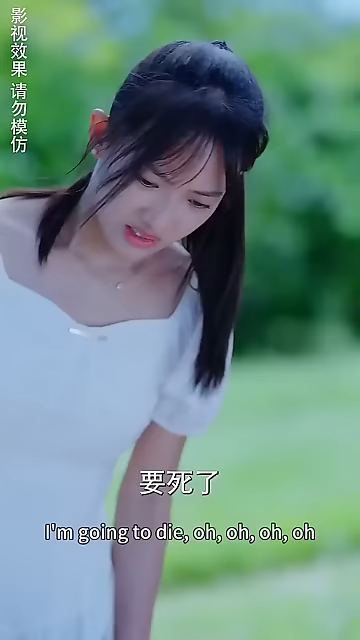 影视效果 请勿模仿
要死了
I'm going to die, oh, oh, oh, oh